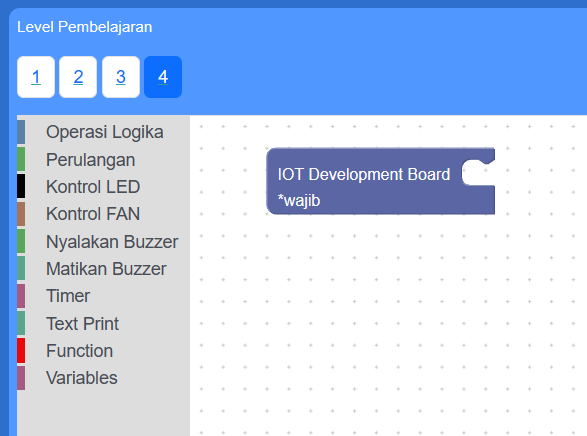 Level Pembelajaran
1 2 3 4
Operasi Logika
Perulangan
Kontrol LED
Kontrol FAN
Nyalakan Buzzer
Matikan Buzzer
Timer
Text Print
Function
Variables
IOT Development Board
*wajib